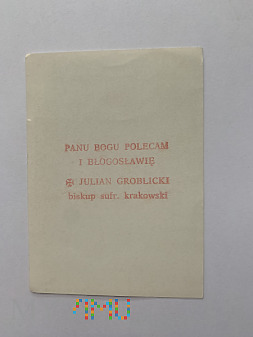 PANU BOGU POLECAM
I BŁOGOSŁAWIĘ
✠ JULIAN GROBLICKI
biskup sufr. krakowski